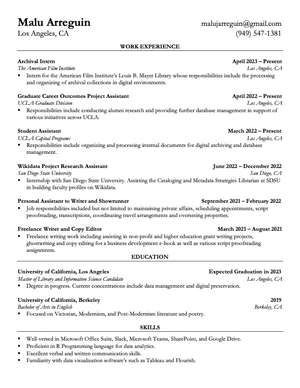 Malu Arreguin
malujarreguin@gmail.com
Los Angeles, CA
(949) 547-1381
WORK EXPERIENCE
Archival Intern April 2023 – Present
The American Film Institute Los Angeles, CA
▪ Intern for the American Film Institute's Louis B. Mayer Library whose responsibilities include the processing
and organizing of archival collections in digital environments.
Graduate Career Outcomes Project Assistant April 2022 – Present
UCLA Graduate Division Los Angeles, CA
▪ Responsibilities include conducting alumni research and providing further database management in support of
various initiatives across UCLA.
Student Assistant March 2022 – Present
UCLA Capital Programs Los Angeles, CA
▪ Responsibilities include organizing and processing internal documents for digital archiving and database
management.
Wikidata Project Research Assistant June 2022 – December 2022
San Diego State University San Diego, CA
▪ Internship with San Diego State University. Assisting the Cataloging and Metadata Strategies Librarian at SDSU
in building faculty profiles on Wikidata.
Personal Assistant to Writer and Showrunner September 2021 – February 2022
▪ Job responsibilities included but not limited to maintaining private affairs, scheduling appointments, script
proofreading, transcriptions, coordinating travel arrangements and overseeing properties.
Freelance Writer and Copy Editor March 2021 – August 2021
▪ Freelance writing including assistance in non-profit and higher education grant writing projects,
ghostwriting and copy editing for a business development e-book as well as various script proofreading
assignments.
EDUCATION
University of California, Los Angeles Expected Graduation in 2023
Master of Library and Information Science Candidate Los Angeles, CA
▪ Degree in progress. Current concentrations include data management and digital preservation.
University of California, Berkeley 2019
Bachelor of Arts in English Berkeley, CA
▪ Focused on Victorian, Modernism, and Post-Modernism literature and poetry.
SKILLS
▪ Well-versed in Microsoft Office Suite, Slack, Microsoft Teams, SharePoint, and Google Drive.
▪ Proficient in R Programming language for data analytics.
▪ Excellent verbal and written communication skills.
▪ Familiarity with data visualization software such as Tableau and Flourish.